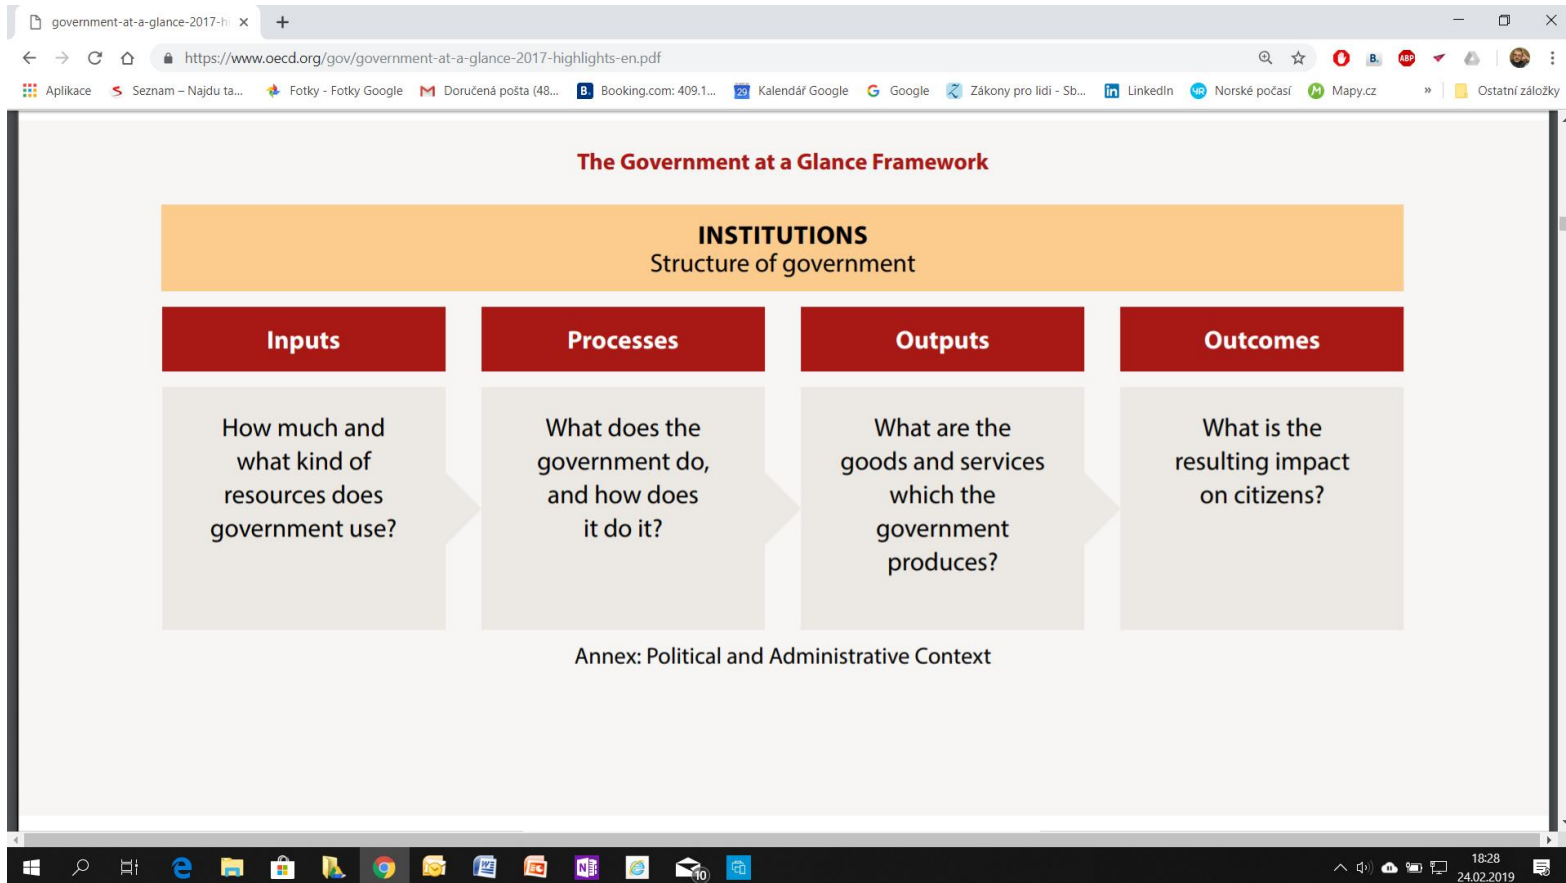 government-at-a-glance-2017-h
https://www.oecd.org/gov/government-at-a-glance-2017-highlights-en.pdf
Aplikace Seznam – Najdu ta... Fotky - Fotky Google Doručená pošta (48... B. Booking.com: 409.1... 29 Kalendář Google Google Zákony pro lidi - Sb... in LinkedIn Norské počasí Mapy.cz » Ostatní záložky
The Government at a Glance Framework
INSTITUTIONS
Structure of government
Inputs
How much and
what kind of
resources does
government use?
Processes
What does the
government do,
and how does
it do it?
Outputs
What are the
goods and services
which the
government
produces?
Outcomes
What is the
resulting impact
on citizens?
Annex: Political and Administrative Context
10
18:28
24.02.2019